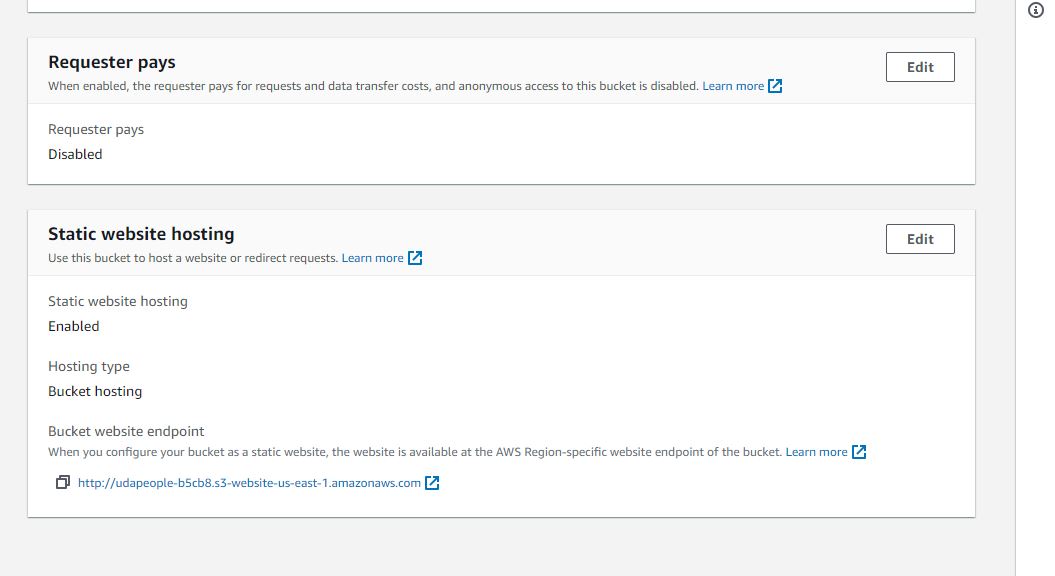 Requester pays
Edit
When enabled, the requester pays for requests and data transfer costs, and anonymous access to this bucket is disabled. Learn more
Requester pays
Disabled
Static website hosting
Edit
Use this bucket to host a website or redirect requests. Learn more
Static website hosting
Enabled
Hosting type
Bucket hosting
Bucket website endpoint
When you configure your bucket as a static website, the website is available at the AWS Region-specific website endpoint of the bucket. Learn more
http://udapeople-b5cb8.s3-website-us-east-1.amazonaws.com